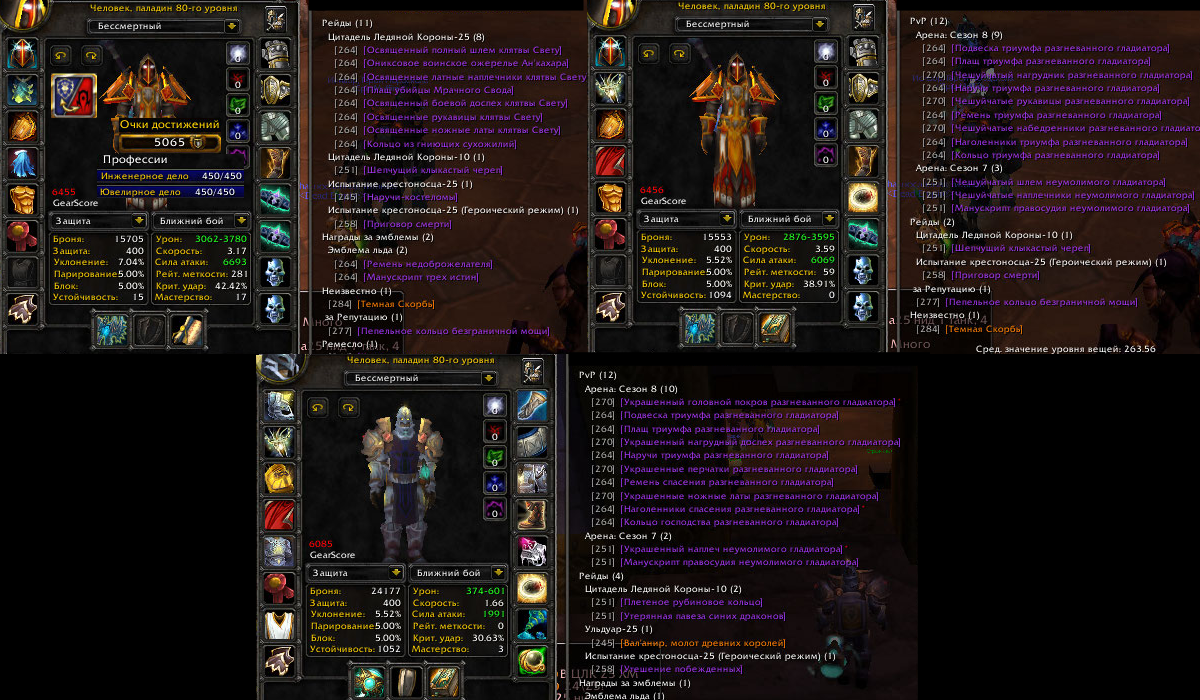 Человек, паладин 80-го уровня
Бессмертный
Очки достижений
5065
Профессии
Инженерное дело 450/450
Ювелирное дело 450/450
6455
GearScore
Защита
Ближний бой
Броня: 15705
Защита: 400
Уклонение: 7.04%
Парирование 5.00%
Блок: 5.00%
Устойчивость: 15
Урон: 3062-3780
Скорость: 3.17
Сила атаки: 6693
Рейт. меткости: 281
Крит. удар: 42.42%
Мастерство: 17
Рейды (11)
Цитадель Ледяной Короны-25 (8)
[264] [Освященный полный шлем клятвы Свету]
[264] [Ониксовое воинское ожерелье Ан'кахара]
[264] [Освященные латные наплечники клятвы Свету
[264] [Плащ убийцы Мрачного Свода]
[264] [Освященный боевой доспех клятвы Свету]
[264] [Освященные рукавицы клятвы Свету]
[264] [Освященные ножные латы клятвы Свету]
[264] [Кольцо из гниющих сухожилий]
Цитадель Ледяной Короны-10 (1)
[251] [Шепчущий клыкастый череп]
Испытание крестоносца-25 (1)
[245] [Наручи-костеломы]
Испытание крестоносца-25 (Героический режим) (1)
[258] [Приговор смерти]
Награды за эмблемы (2)
Эмблема льда (2)
[264] [Ремень недоброжелателя]
[264] [Манускрипт трех истин]
Неизвестно (1)
[284] [Темная Скорбь]
за Репутацию (1)
[277] [Пепельное кольцо безграничной мощи]
Ремесло (1)
Человек, паладин 80-го уровня
Бессмертный
6456
GearScore
Защита
Ближний бой
Броня: 15553
Защита: 400
Уклонение: 5.52%
Парирование 5.00%
Блок: 5.00%
Устойчивость: 1094
Урон: 2876-3595
Скорость: 3.59
Сила атаки: 6069
Рейт. меткости: 59
Крит. удар: 38.91%
Мастерство: 0
PvP (12)
Арена: Сезон 8 (9)
[264] [Подвеска триумфа разгневанного гладиатора]
[264] [Плащ триумфа разгневанного гладиатора]
[270] [Чешуйчатый нагрудник разгневанного гладиатора]
[264] [Наручи триумфа разгневанного гладиатора]
[270] [Чешуйчатые рукавицы разгневанного гладиатора]
[264] [Ремень триумфа разгневанного гладиатора]
[270] [Чешуйчатые набедренники разгневанного гладиатора]
[264] [Наголенники триумфа разгневанного гладиатора]
[264] [Кольцо триумфа разгневанного гладиатора]
Арена: Сезон 7 (3)
[251] [Чешуйчатый шлем неумолимого гладиатора]
[251] [Чешуйчатые наплечники неумолимого гладиатора]
[251] [Манускрипт правосудия неумолимого гладиатора]
Рейды (2)
Цитадель Ледяной Короны-10 (1)
[251] [Шепчущий клыкастый череп]
Испытание крестоносца-25 (Героический режим) (1)
[258] [Приговор смерти]
за Репутацию (1)
[277] [Пепельное кольцо безграничной мощи]
Неизвестно (1)
[284] [Темная Скорбь]
Сред. значение уровня вещей: 263.56
Человек, паладин 80-го уровня
Бессмертный
6085
GearScore
Защита
Ближний бой
Броня: 24177
Защита: 400
Уклонение: 5.52%
Парирование 5.00%
Блок: 5.00%
Устойчивость: 1052
Урон: 374-601
Скорость: 1.66
Сила атаки: 1991
Рейт. меткости: 0
Крит. удар: 30.63%
Мастерство: 3
PvP (12)
Арена: Сезон 8 (10)
[270] [Украшенный головной покров разгневанного гладиатора]
[264] [Подвеска триумфа разгневанного гладиатора]
[264] [Плащ триумфа разгневанного гладиатора]
[270] [Украшенный нагрудный доспех разгневанного гладиатора]
[264] [Наручи триумфа разгневанного гладиатора]
[270] [Украшенные перчатки разгневанного гладиатора]
[264] [Ремень спасения разгневанного гладиатора]
[270] [Украшенные ножные латы разгневанного гладиатора]
[264] [Наголенники спасения разгневанного гладиатора]
[264] [Кольцо господства разгневанного гладиатора]
Арена: Сезон 7 (2)
[251] [Украшенный наплеч неумолимого гладиатора]
[251] [Манускрипт правосудия неумолимого гладиатора]
Рейды (4)
Цитадель Ледяной Короны-10 (2)
[251] [Плетеное рубиновое кольцо]
[251] [Утерянная павеза синих драконов]
Ульдуар-25 (1)
[245] [Вал'анир, молот древних королей]
Испытание крестоносца-25 (Героический режим) (1)
[258] [Утешение побежденных]
Награды за эмблемы (1)
Эмблема льда (1)